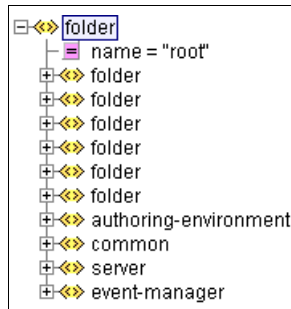 folder
name = "root"
folder
folder
folder
folder
folder
folder
authoring-environment
common
server
event-manager